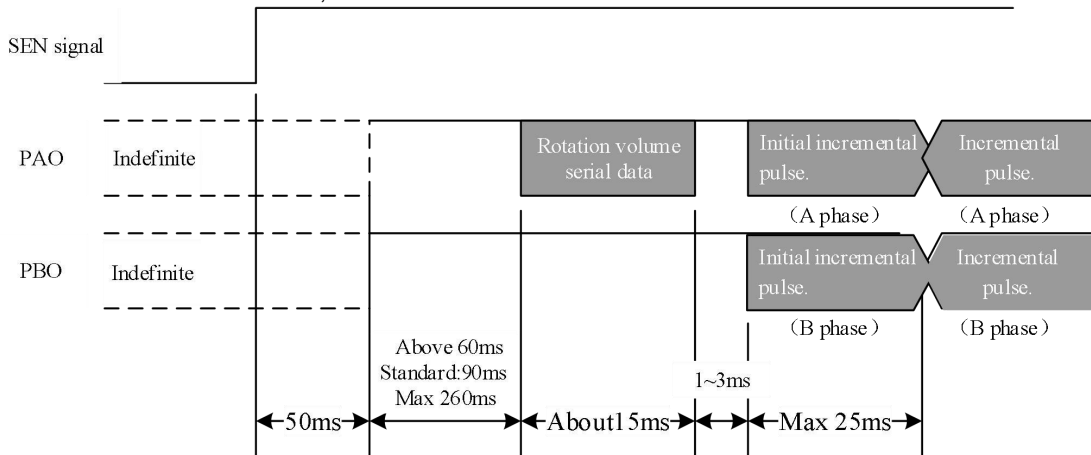 SEN signal
PAO
Indefinite
Rotation volume
serial data
Initial incremental
pulse.
Incremental
pulse.
(A phase)
(A phase)
PBO
Indefinite
Initial incremental
pulse.
Incremental
pulse.
(B phase)
(B phase)
Above 60ms
Standard:90ms
Max 260ms
1~3ms
50ms
About15ms
Max 25ms